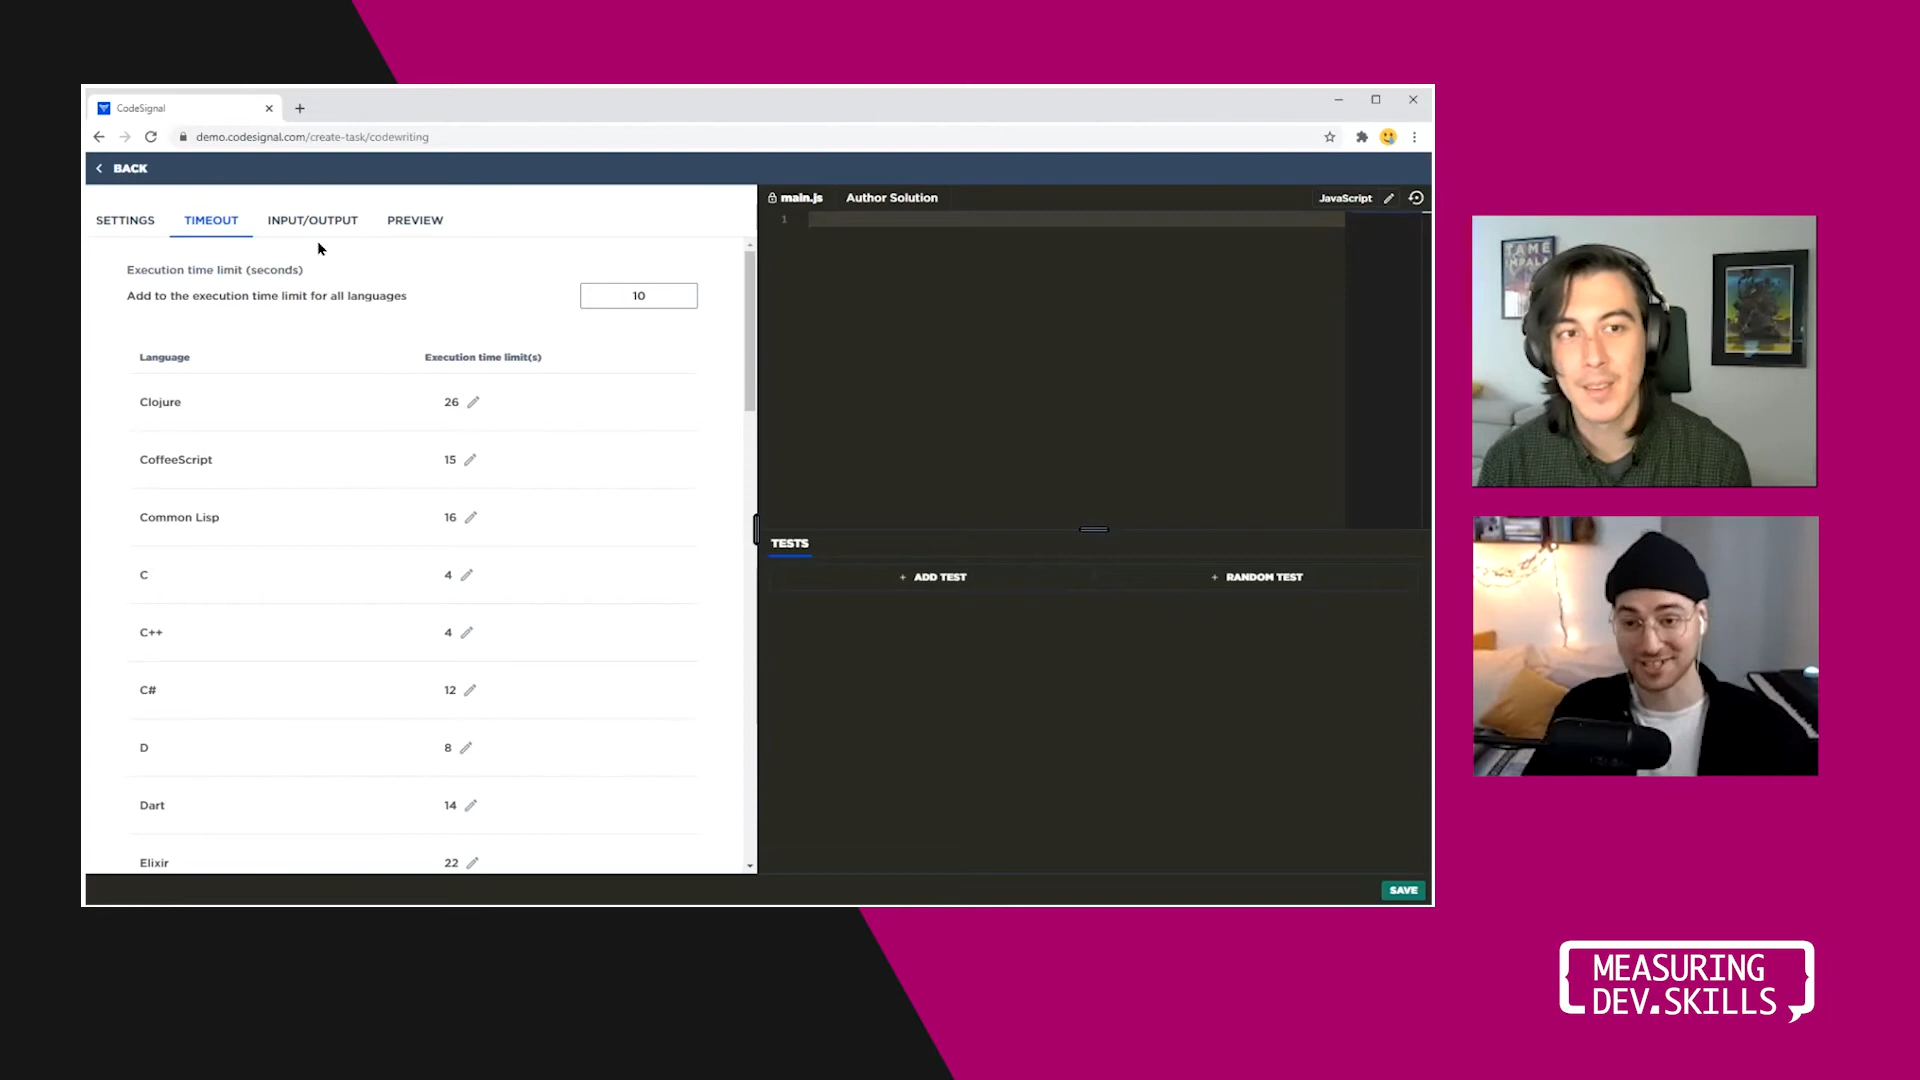 CodeSignal
demo.codesignal.com/create-task/codewriting
BACK
SETTINGS TIMEOUT INPUT/OUTPUT PREVIEW
Execution time limit (seconds)
Add to the execution time limit for all languages 10
Language Execution time limit(s)
Clojure 26
CoffeeScript 15
Common Lisp 16
C 4
C++ 4
C# 12
D 8
Dart 14
Elixir 22
main.js Author Solution JavaScript
1
TESTS
+ ADD TEST + RANDOM TEST
SAVE
TAME
IMPALA
MEASURING
DEV.SKILLS